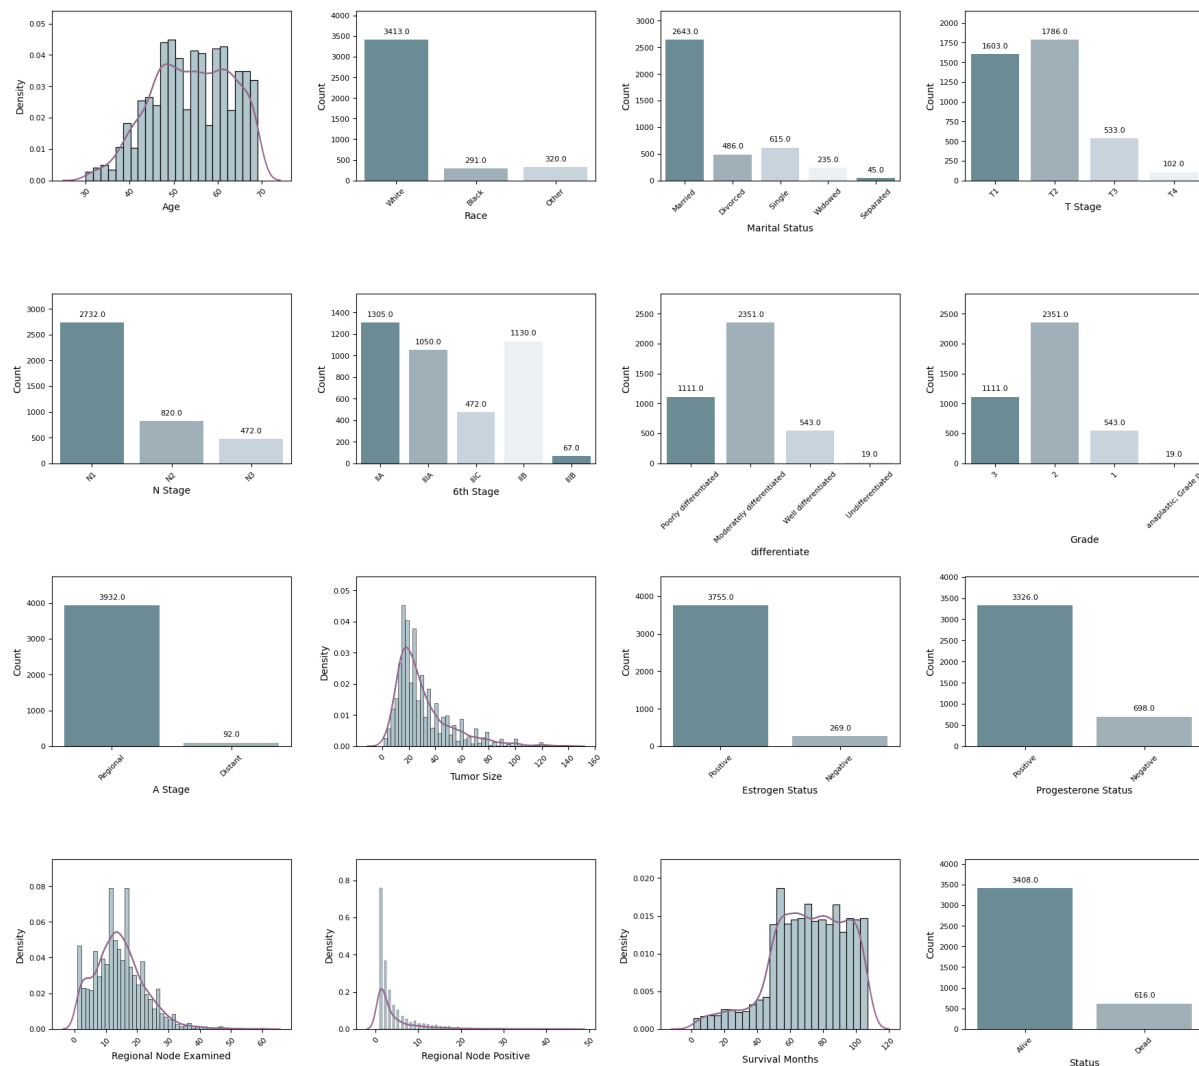 0.05
0.04
0.03
0.02
0.01
0.00
Density
30
40
50
60
70
Age
4000
3500
3000
2500
2000
1500
1000
500
0
Count
3413.0
291.0
320.0
White
Black
Other
Race
3000
2500
2000
1500
1000
500
0
Count
2643.0
486.0
615.0
235.0
45.0
Married
Divorced
Single
Widowed
Separated
Marital Status
2000
1750
1500
1250
1000
750
500
250
0
Count
1603.0
1786.0
533.0
102.0
T1
T2
T3
T4
T Stage
3000
2500
2000
1500
1000
500
0
Count
2732.0
820.0
472.0
N1
N2
N3
N Stage
1400
1200
1000
800
600
400
200
0
Count
1305.0
1050.0
472.0
1130.0
67.0
IIA
IIIA
IIIC
IIB
IIIB
6th Stage
2500
2000
1500
1000
500
0
Count
1111.0
2351.0
543.0
19.0
Poorly differentiated
Moderately differentiated
Well differentiated
Undifferentiated
differentiate
2500
2000
1500
1000
500
0
Count
1111.0
2351.0
543.0
19.0
3
2
1
anaplastic; Grade
Grade
4000
3000
2000
1000
0
Count
3932.0
92.0
Regional
Distant
A Stage
0.05
0.04
0.03
0.02
0.01
0.00
Density
0
20
40
60
80
100
120
140
160
Tumor Size
4000
3500
3000
2500
2000
1500
1000
500
0
Count
3755.0
269.0
Positive
Negative
Estrogen Status
4000
3500
3000
2500
2000
1500
1000
500
0
Count
3326.0
698.0
Positive
Negative
Progesterone Status
0.08
0.06
0.04
0.02
0.00
Density
0
10
20
30
40
50
60
Regional Node Examined
0.8
0.6
0.4
0.2
0.0
Density
0
10
20
30
40
50
Regional Node Positive
0.020
0.015
0.010
0.005
0.000
Density
0
20
40
60
80
100
120
Survival Months
4000
3500
3000
2500
2000
1500
1000
500
0
Count
3408.0
616.0
Alive
Dead
Status